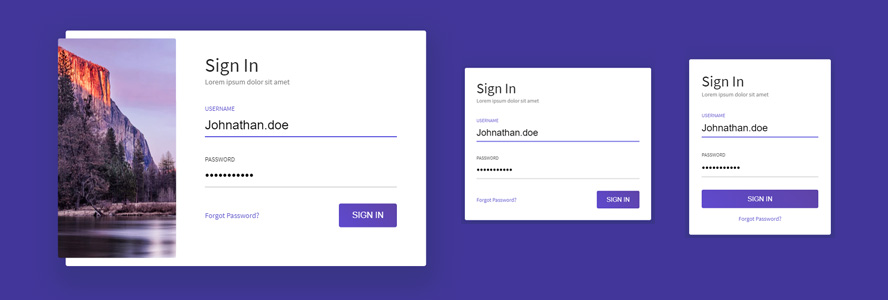 Sign In
Lorem ipsum dolor sit amet
USERNAME
Johnathan.doe
PASSWORD
•••••••••••
Forgot Password?
SIGN IN
Sign In
Lorem ipsum dolor sit amet
USERNAME
Johnathan.doe
PASSWORD
•••••••••••
Forgot Password?
SIGN IN
Sign In
Lorem ipsum dolor sit amet
USERNAME
Johnathan.doe
PASSWORD
•••••••••••
SIGN IN
Forgot Password?